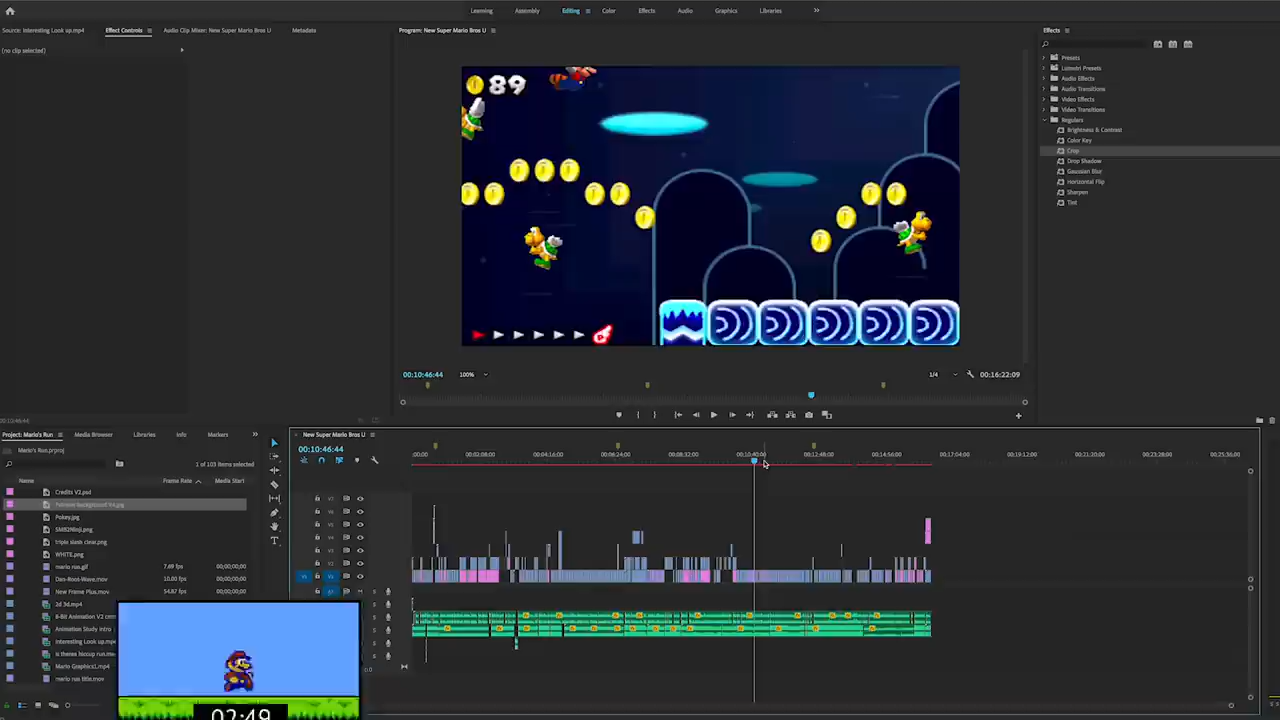 Learning Assembly Editing Color Effects Audio Graphics Libraries
Source: Interesting Look up.mp4 Effect Controls Audio Clip Mixer: New Super Mario Bros U Metadata
Program: New Super Mario Bros U
Effects
(no clip selected)
Presets
Lumetri Presets
Audio Effects
Audio Transitions
Video Effects
Video Transitions
Regulars
Brightness & Contrast
Color Key
Crop
Drop Shadow
Gaussian Blur
Horizontal Flip
Sharpen
Tint
89
00:10:46:44 100% 1/4 00:16:22:09
00:10:46:44
Project: Mario's Run Media Browser Libraries Info Markers
Mario's Run.prproj
1 of 103 items selected
Name Frame Rate Media Start
Credits V2.psd
Pokey.jpg
SMB2Ninji.png
triple slash clear.png
WHITE.png
mario run.gif 7.49 fps 00;00;00;00
Dan-Root-Wave.mov 10.00 fps 00;00;00;00
New Frame Plus.mov 54.87 fps 00;00;00;00
2d 3d.mp4
8-Bit Animation V2
Animation Study Intro
Interesting Look up.mp
Mario Graphics1.mp4
mario run title.mov
02:49
New Super Mario Bros U
00:10:46:44
:00:00 00:02:08:00 00:04:16:00 00:06:24:00 00:08:32:00 00:10:40:00 00:12:48:00 00:14:56:00 00:17:04:00 00:19:12:00 00:21:20:00 00:23:28:00 00:25:36:00